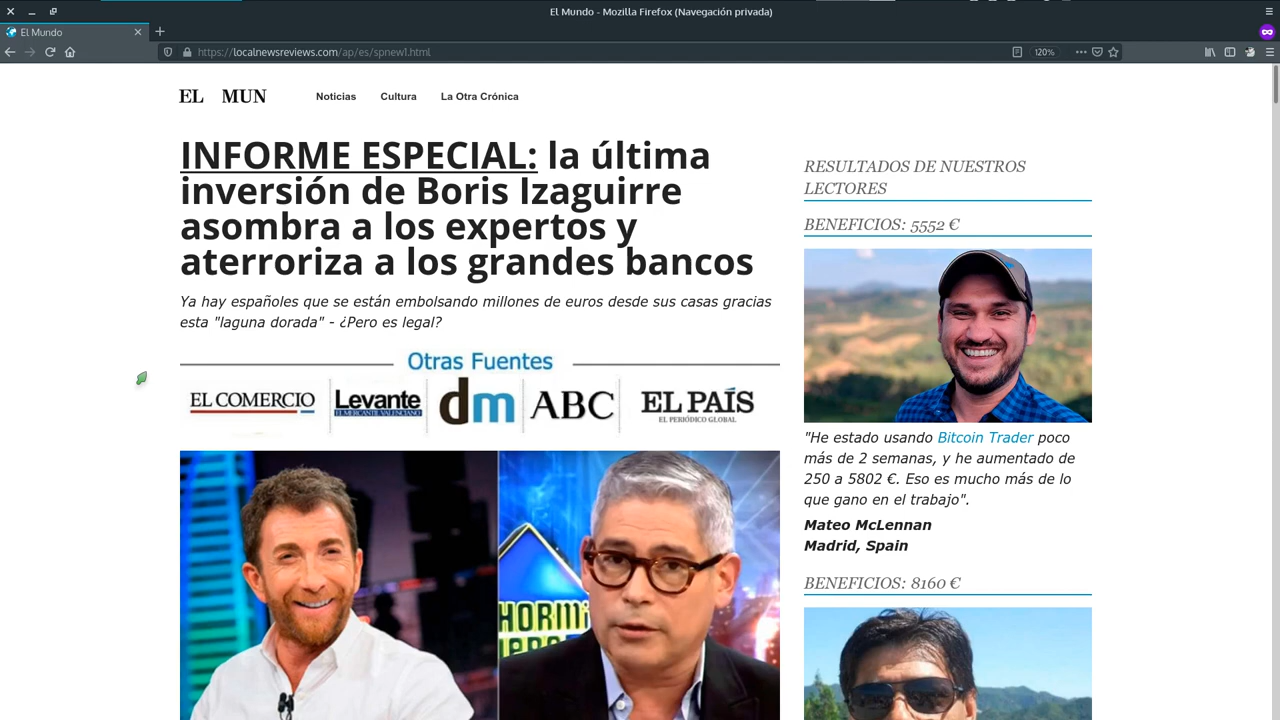 El Mundo - Mozilla Firefox (Navegación privada)
El Mundo
https://localnewsreviews.com/ap/es/spnew1.html
120%
EL MUN
Noticias
Cultura
La Otra Crónica
INFORME ESPECIAL: la última
inversión de Boris Izaguirre
asombra a los expertos y
aterroriza a los grandes bancos
Ya hay españoles que se están embolsando millones de euros desde sus casas gracias
esta "laguna dorada" - ¿Pero es legal?
Otras Fuentes
EL COMERCIO
Levante
EL MERCANTIL VALENCIANO
dm
ABC
EL PAÍS
EL PERIÓDICO GLOBAL
HORMI
RESULTADOS DE NUESTROS
LECTORES
BENEFICIOS: 5552 €
"He estado usando Bitcoin Trader poco
más de 2 semanas, y he aumentado de
250 a 5802 €. Eso es mucho más de lo
que gano en el trabajo".
Mateo McLennan
Madrid, Spain
BENEFICIOS: 8160 €